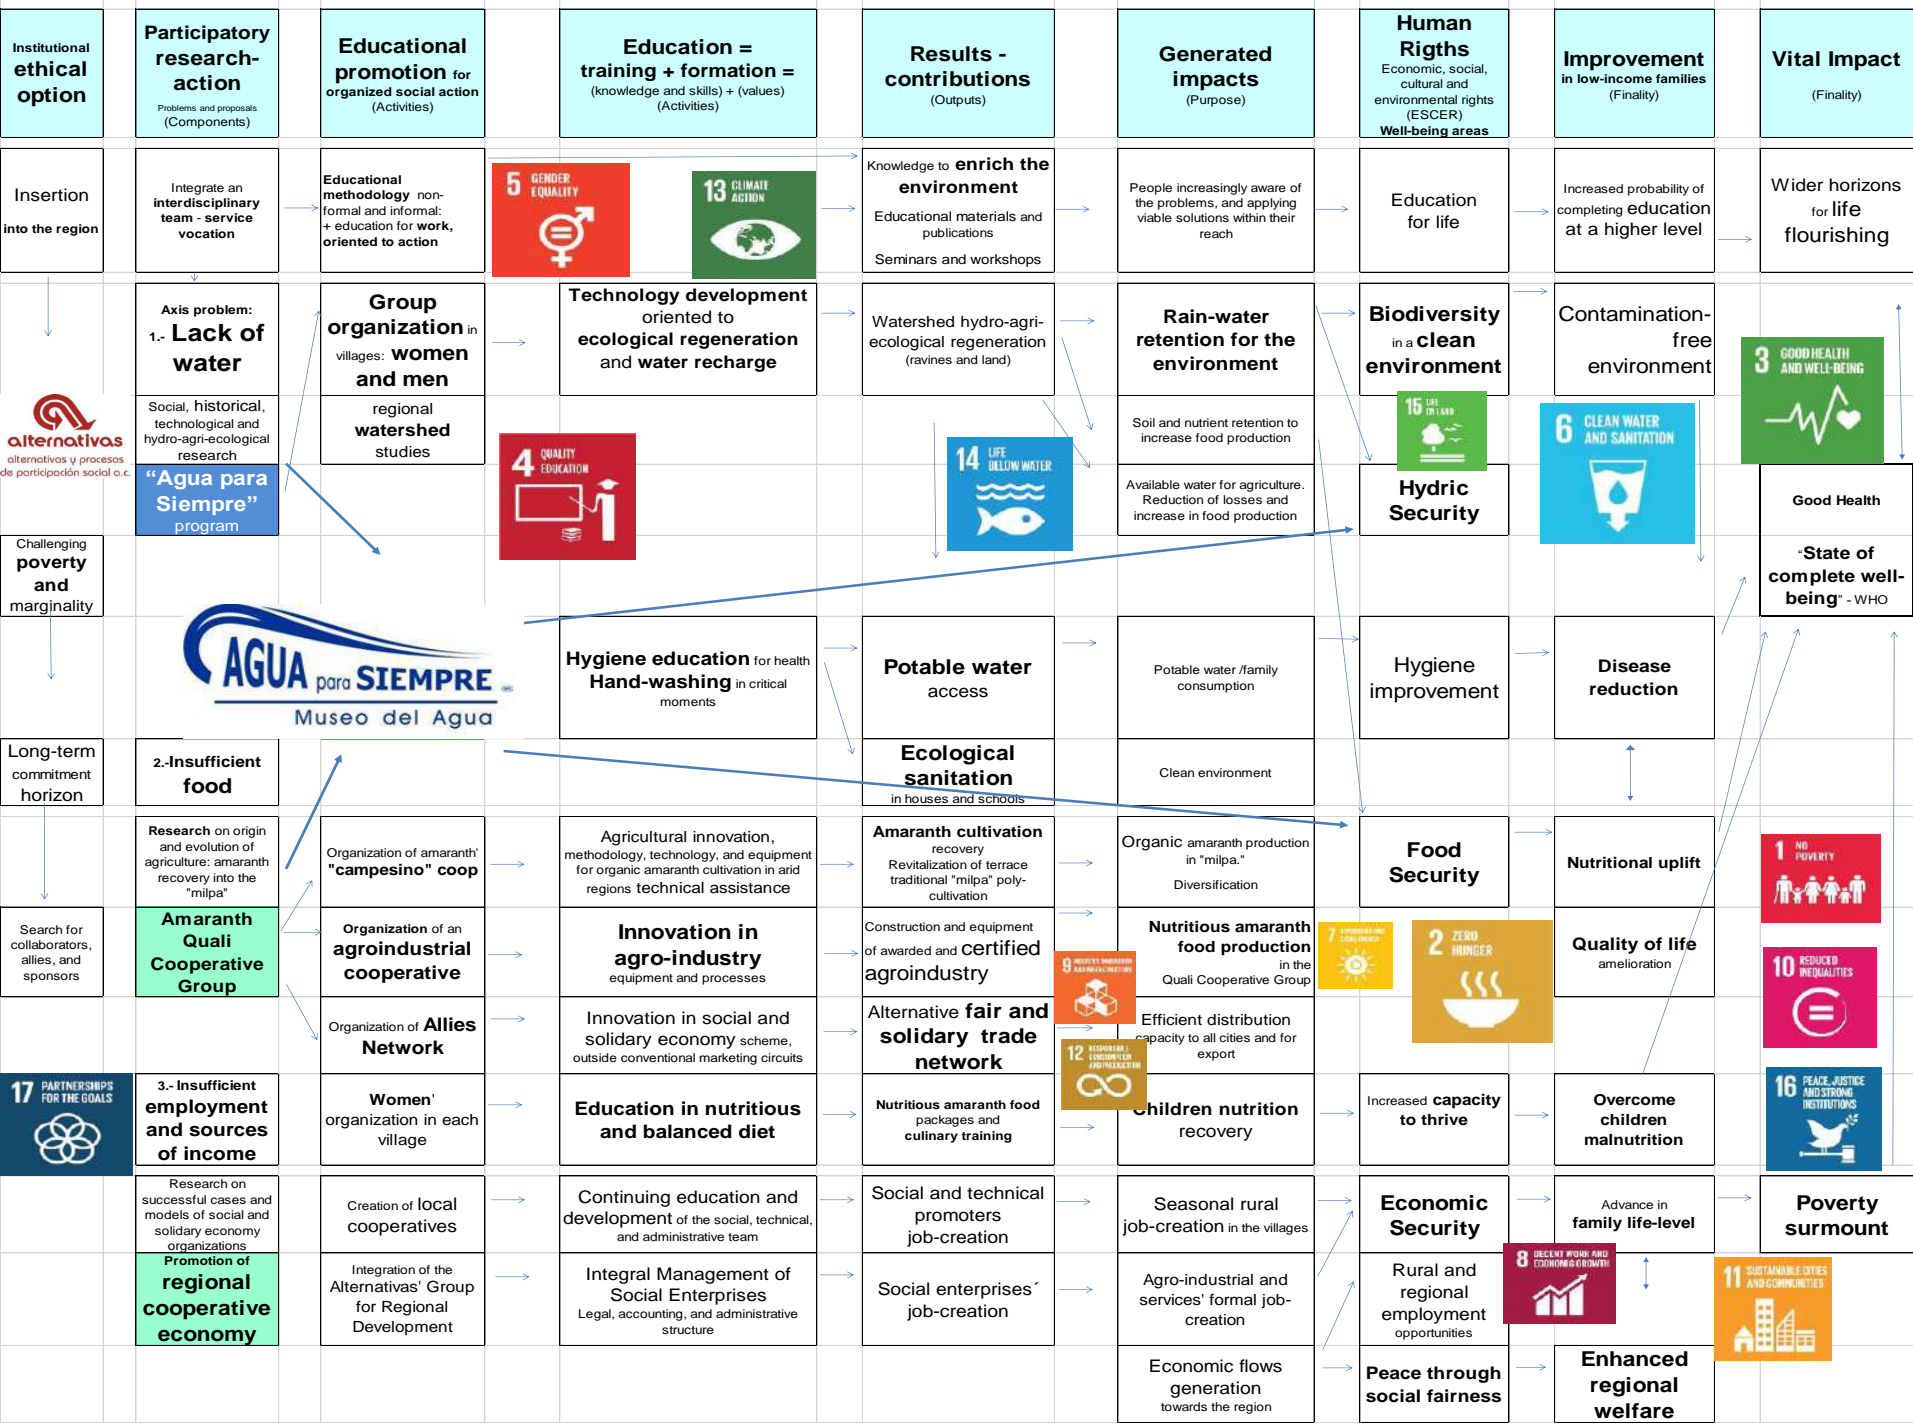 Institutional
ethical
option
Participatory
research-
action
Problems and proposals
(Components)
Educational
promotion for
organized social action
(Activities)
Education =
training + formation =
(knowledge and skills) + (values)
(Activities)
Results -
contributions
(Outputs)
Generated
impacts
(Purpose)
Human
Rigths
Economic, social,
cultural and
environmental rights
(ESCER)
Well-being areas
Improvement
in low-income families
(Finality)
Vital Impact
(Finality)
Insertion
into the region
Integrate an
interdisciplinary
team - service
vocation
Educational
methodology non-
formal and informal:
+ education for work,
oriented to action
5 GENDER
EQUALITY
13 CLIMATE
ACTION
Knowledge to enrich the
environment
Educational materials and
publications
Seminars and workshops
People increasingly aware of
the problems, and applying
viable solutions within their
reach
Education
for life
Increased probability of
completing education
at a higher level
Wider horizons
for life
flourishing
Axis problem:
1.- Lack of
water
Group
organization in
villages: women
and men
Technology development
oriented to
ecological regeneration
and water recharge
Watershed hydro-agri-
ecological regeneration
(ravines and land)
Rain-water
retention for the
environment
Biodiversity
in a clean
environment
Contamination-
free
environment
3 GOOD HEALTH
AND WELL-BEING
alternativas
alternativas y procesos
de participación social a.c.
Social, historical,
technological and
hydro-agri-ecological
research
regional
watershed
studies
4 QUALITY
EDUCATION
14 LIFE
BELOW WATER
Soil and nutrient retention to
increase food production
15 LIFE
ON LAND
6 CLEAN WATER
AND SANITATION
“Agua para
Siempre”
program
Available water for agriculture.
Reduction of losses and
increase in food production
Hydric
Security
Good Health
“State of
complete well-
being” - WHO
Challenging
poverty
and
marginality
AGUA para SIEMPRE
Museo del Agua
Hygiene education for health
Hand-washing in critical
moments
Potable water
access
Potable water /family
consumption
Hygiene
improvement
Disease
reduction
Long-term
commitment
horizon
2.-Insufficient
food
Ecological
sanitation
in houses and schools
Clean environment
Research on origin
and evolution of
agriculture: amaranth
recovery into the
"milpa"
Organization of amaranth'
"campesino" coop
Agricultural innovation,
methodology, technology, and equipment
for organic amaranth cultivation in arid
regions technical assistance
Amaranth cultivation
recovery
Revitalization of terrace
traditional "milpa" poly-
cultivation
Organic amaranth production
in "milpa."
Diversification
Food
Security
Nutritional uplift
1 NO
POVERTY
Search for
collaborators,
allies, and
sponsors
Amaranth
Quali
Cooperative
Group
Organization of an
agroindustrial
cooperative
Innovation in
agro-industry
equipment and processes
Construction and equipment
of awarded and certified
agroindustry
9 INDUSTRY, INNOVATION
AND INFRASTRUCTURE
Nutritious amaranth
food production
in the
Quali Cooperative Group
7
2 ZERO
HUNGER
Quality of life
amelioration
10 REDUCED
INEQUALITIES
Organization of Allies
Network
Innovation in social and
solidary economy scheme,
outside conventional marketing circuits
Alternative fair and
solidary trade
network
12 RESPONSIBLE
CONSUMPTION
AND PRODUCTION
Efficient distribution
capacity to all cities and for
export
17 PARTNERSHIPS
FOR THE GOALS
3.- Insufficient
employment
and sources
of income
Women'
organization in each
village
Education in nutritious
and balanced diet
Nutritious amaranth food
packages and
culinary training
Children nutrition
recovery
Increased capacity
to thrive
Overcome
children
malnutrition
16 PEACE, JUSTICE
AND STRONG
INSTITUTIONS
Research on
successful cases and
models of social and
solidary economy
organizations
Creation of local
cooperatives
Continuing education and
development of the social, technical,
and administrative team
Social and technical
promoters
job-creation
Seasonal rural
job-creation in the villages
Economic
Security
Advance in
family life-level
Poverty
surmount
Promotion of
regional
cooperative
economy
Integration of the
Alternativas' Group
for Regional
Development
Integral Management of
Social Enterprises
Legal, accounting, and administrative
structure
Social enterprises´
job-creation
Agro-industrial and
services' formal job-
creation
Rural and
regional
employment
opportunities
8 DECENT WORK AND
ECONOMIC GROWTH
11 SUSTAINABLE CITIES
AND COMMUNITIES
Economic flows
generation
towards the region
Peace through
social fairness
Enhanced
regional
welfare